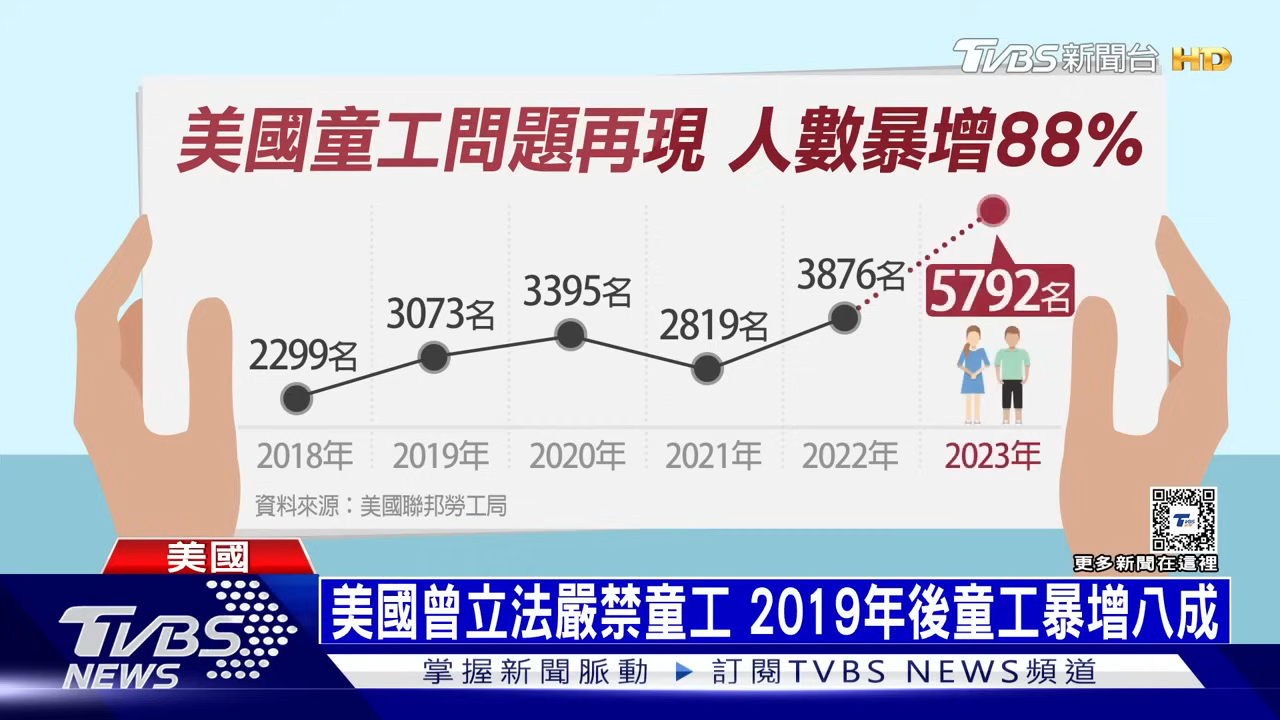 TVBS新聞台 HD
美國童工問題再現 人數暴增88%
2299名
3073名
3395名
2819名
3876名
5792名
2018年
2019年
2020年
2021年
2022年
2023年
資料來源：美國聯邦勞工局
TVBS
更多新聞在這裡
美國
美國曾立法嚴禁童工 2019年後童工暴增八成
TVBS
NEWS
掌握新聞脈動 ▶ 訂閱TVBS NEWS頻道